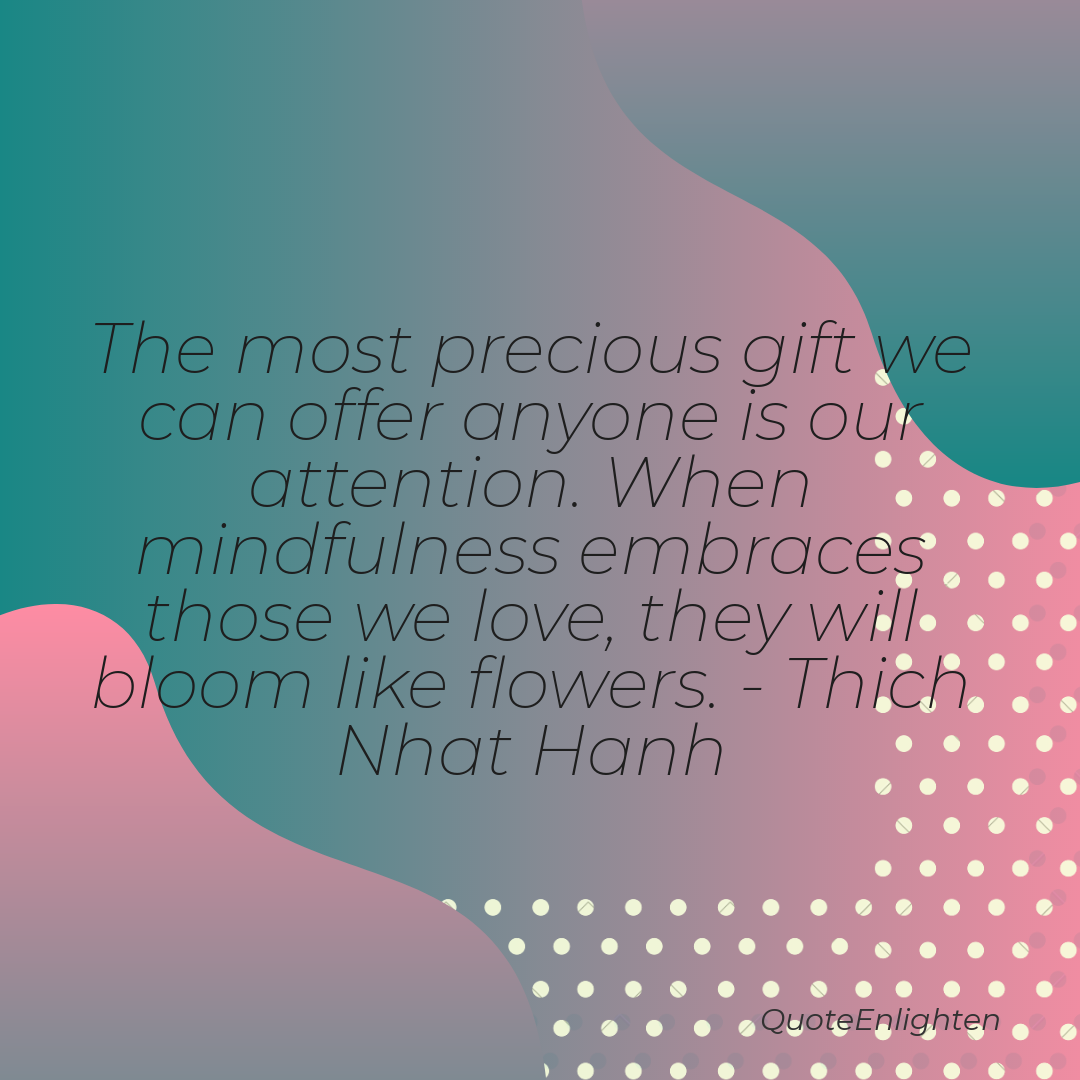 The most precious gift we
can offer anyone is our
attention. When
mindfulness embraces
those we love, they will
bloom like flowers. - Thich
Nhat Hanh
QuoteEnlighten